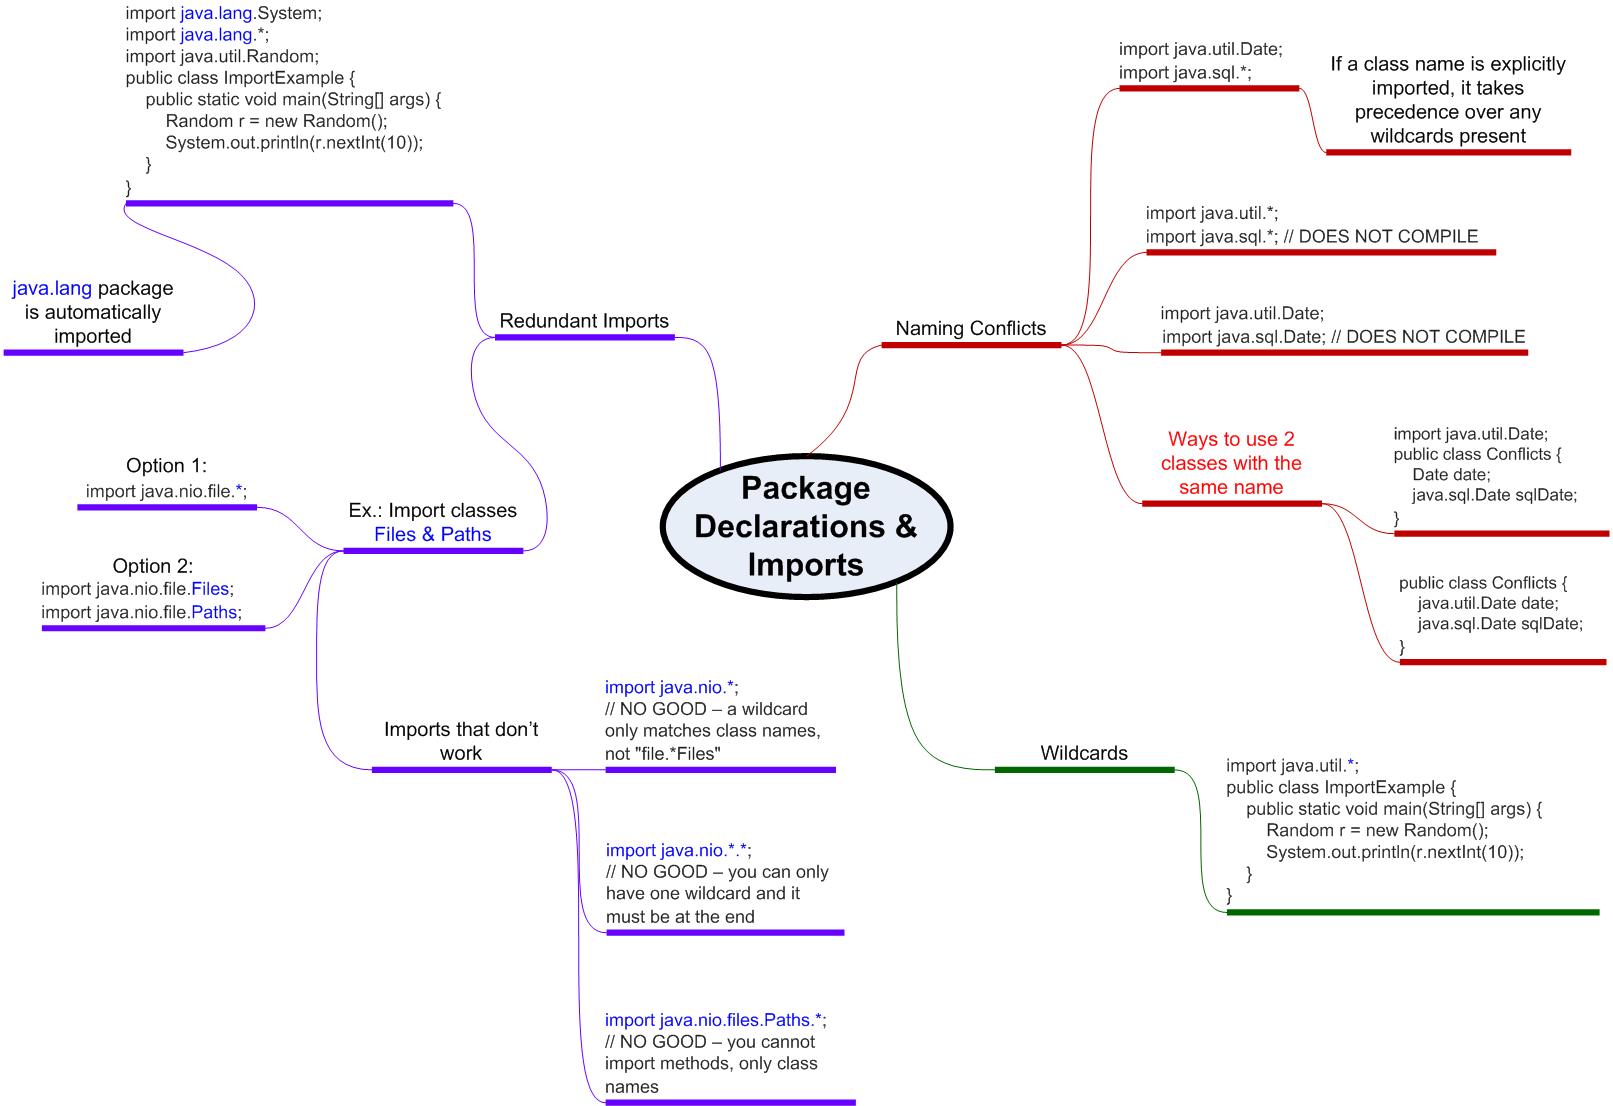 Package
Declarations &
Imports
Redundant Imports
import java.lang.System;
import java.lang.*;
import java.util.Random;
public class ImportExample {
public static void main(String[] args) {
Random r = new Random();
System.out.println(r.nextInt(10));
}
}
java.lang package
is automatically
imported
Ex.: Import classes
Files & Paths
Option 1:
import java.nio.file.*;
Option 2:
import java.nio.file.Files;
import java.nio.file.Paths;
Imports that don’t
work
import java.nio.*;
// NO GOOD – a wildcard
only matches class names,
not "file.*Files"
import java.nio.*.*;
// NO GOOD – you can only
have one wildcard and it
must be at the end
import java.nio.files.Paths.*;
// NO GOOD – you cannot
import methods, only class
names
Naming Conflicts
import java.util.Date;
import java.sql.*;
If a class name is explicitly
imported, it takes
precedence over any
wildcards present
import java.util.*;
import java.sql.*; // DOES NOT COMPILE
import java.util.Date;
import java.sql.Date; // DOES NOT COMPILE
Ways to use 2
classes with the
same name
import java.util.Date;
public class Conflicts {
Date date;
java.sql.Date sqlDate;
}
public class Conflicts {
java.util.Date date;
java.sql.Date sqlDate;
}
Wildcards
import java.util.*;
public class ImportExample {
public static void main(String[] args) {
Random r = new Random();
System.out.println(r.nextInt(10));
}
}